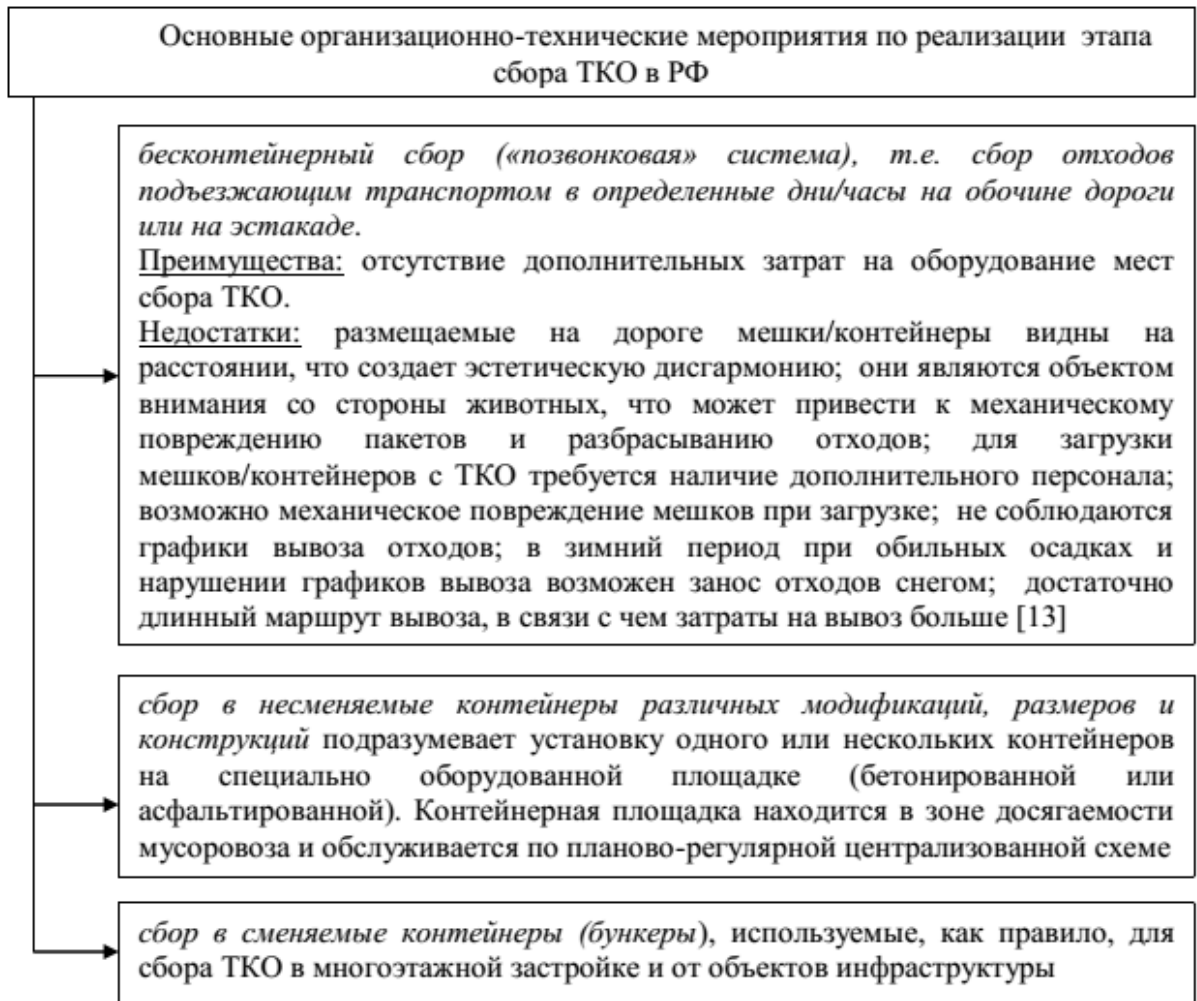 Основные организационно-технические мероприятия по реализации этапа
сбора ТКО в РФ
бесконтейнерный сбор («позвонковая» система), т.е. сбор отходов
подъезжающим транспортом в определенные дни/часы на обочине дороги
или на эстакаде.
Преимущества: отсутствие дополнительных затрат на оборудование мест
сбора ТКО.
Недостатки: размещаемые на дороге мешки/контейнеры видны на
расстоянии, что создает эстетическую дисгармонию; они являются объектом
внимания со стороны животных, что может привести к механическому
повреждению пакетов и разбрасыванию отходов; для загрузки
мешков/контейнеров с ТКО требуется наличие дополнительного персонала;
возможно механическое повреждение мешков при загрузке; не соблюдаются
графики вывоза отходов; в зимний период при обильных осадках и
нарушении графиков вывоза возможен занос отходов снегом; достаточно
длинный маршрут вывоза, в связи с чем затраты на вывоз больше [13]
сбор в несменяемые контейнеры различных модификаций, размеров и
конструкций подразумевает установку одного или нескольких контейнеров
на специально оборудованной площадке (бетонированной или
асфальтированной). Контейнерная площадка находится в зоне досягаемости
мусоровоза и обслуживается по планово-регулярной централизованной схеме
сбор в сменяемые контейнеры (бункеры), используемые, как правило, для
сбора ТКО в многоэтажной застройке и от объектов инфраструктуры